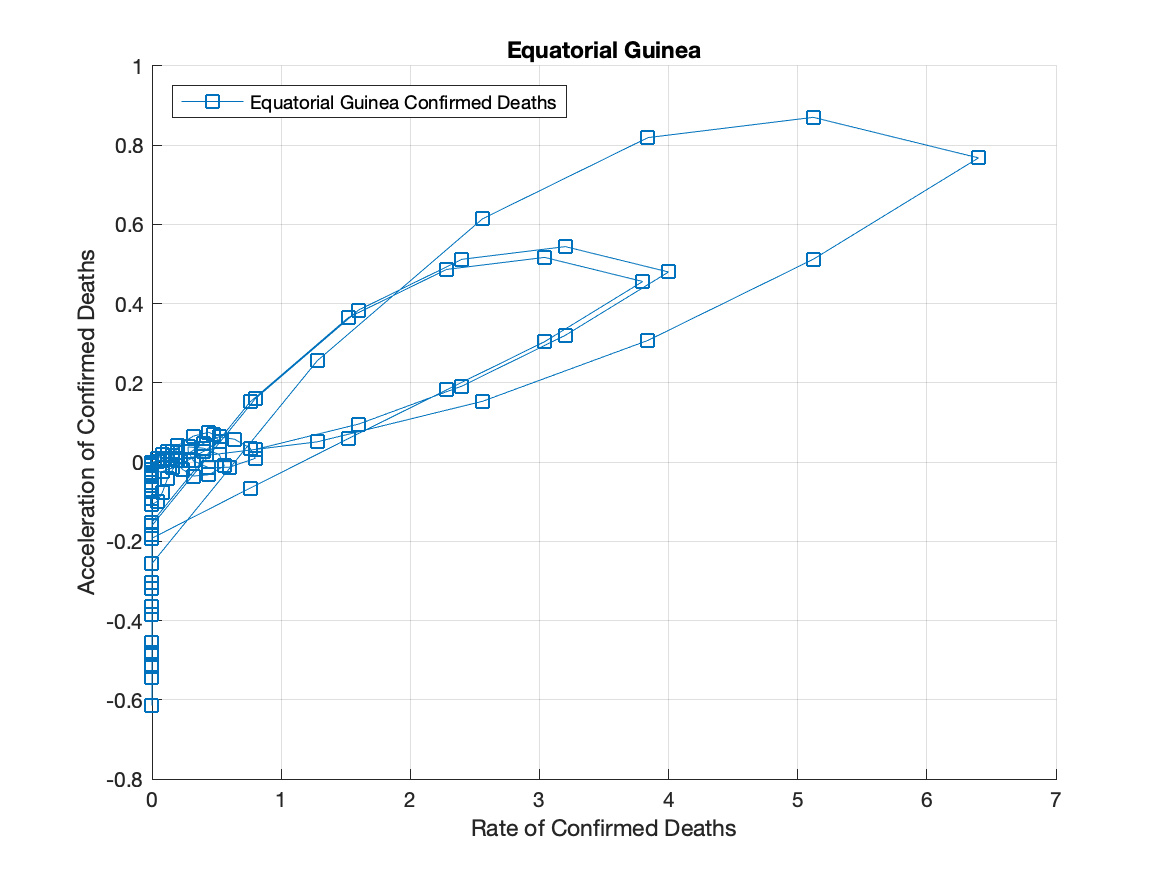 Equatorial Guinea
Equatorial Guinea Confirmed Deaths
1
0.8
0.6
0.4
0.2
0
-0.2
-0.4
-0.6
-0.8
0 1 2 3 4 5 6 7
Acceleration of Confirmed Deaths
Rate of Confirmed Deaths